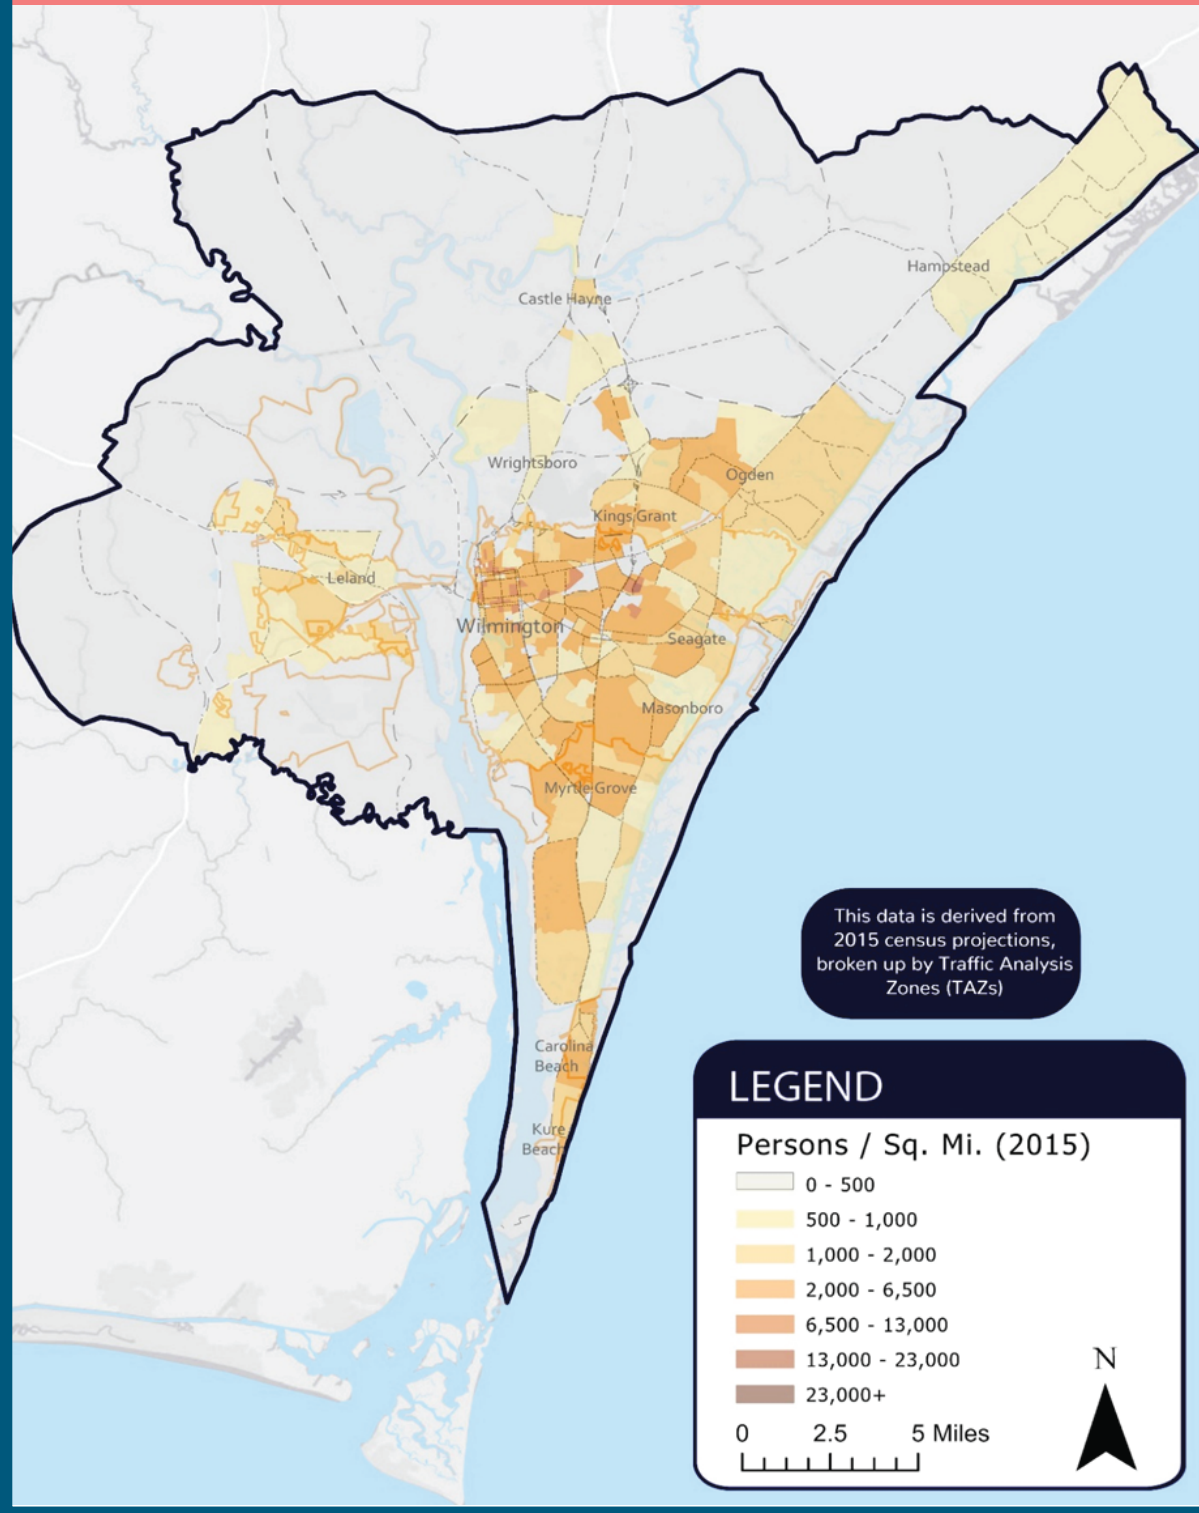 Hampstead
Castle Hayne
Wrightsboro
Ogden
Kings Grant
Leland
Wilmington
Seagate
Masonboro
Myrtle Grove
Carolina
Beach
Kure
Beach
This data is derived from
2015 census projections,
broken up by Traffic Analysis
Zones (TAZs)
LEGEND
Persons / Sq. Mi. (2015)
0 - 500
500 - 1,000
1,000 - 2,000
2,000 - 6,500
6,500 - 13,000
13,000 - 23,000
23,000+
0 2.5 5 Miles
N